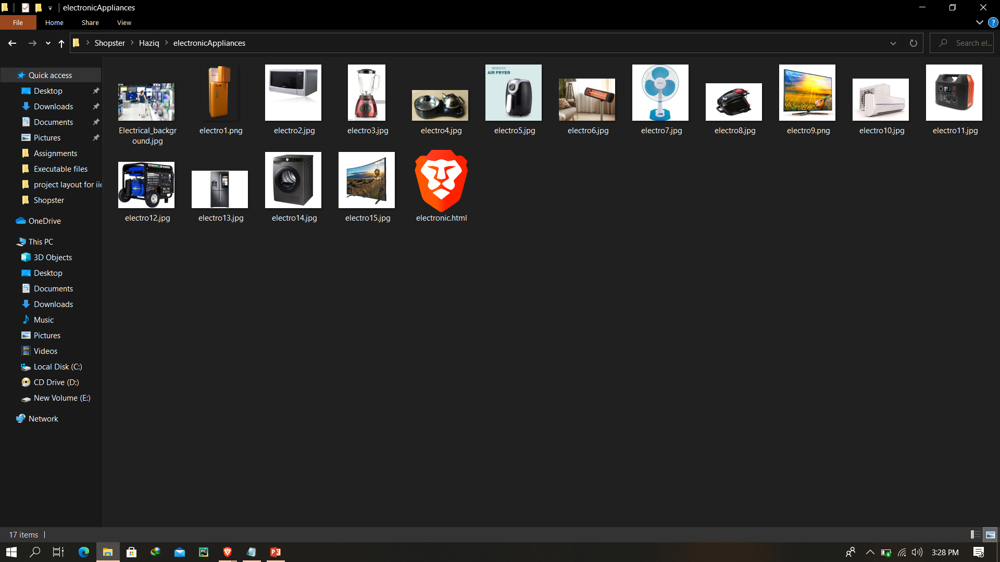 electronicAppliances
File Home Share View
?
Shopster Haziq electronicAppliances
Search el...
Quick access
Desktop
Downloads
Documents
Pictures
Assignments
Executable files
project layout for iic
Shopster
OneDrive
This PC
3D Objects
Desktop
Documents
Downloads
Music
Pictures
Videos
Local Disk (C:)
CD Drive (D:)
New Volume (E:)
Network
AIR FRYER
Electrical_backgr
ound.jpg
electro1.png
electro2.jpg
electro3.jpg
electro4.jpg
electro5.jpg
electro6.jpg
electro7.jpg
electro8.jpg
electro9.png
electro10.jpg
electro11.jpg
electro12.jpg
electro13.jpg
electro14.jpg
electro15.jpg
electronic.html
17 items
PC
P
3:28 PM